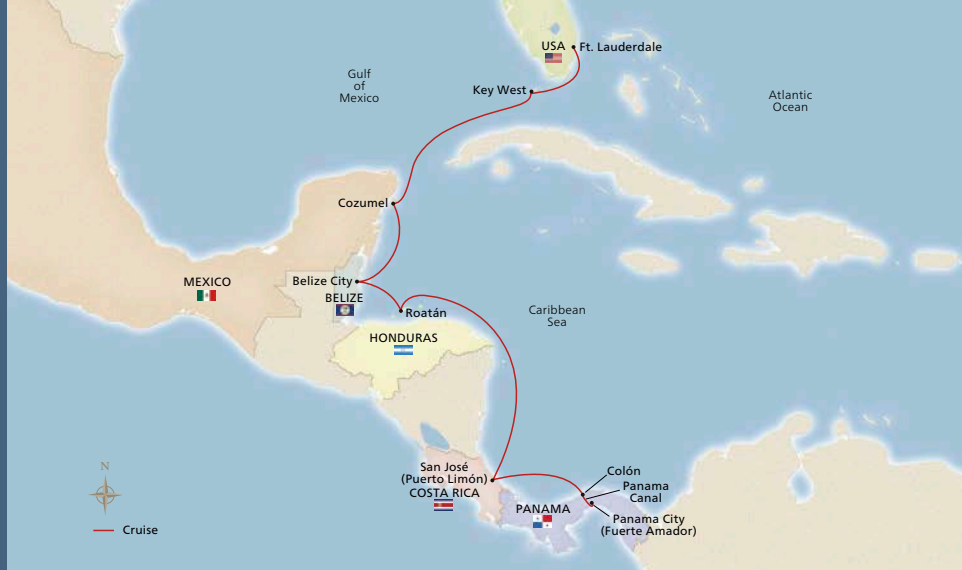 USA
Ft. Lauderdale
Gulf
of
Mexico
Key West
Atlantic
Ocean
Cozumel
MEXICO
Belize City
BELIZE
Roatán
Caribbean
Sea
HONDURAS
N
San José
(Puerto Limón)
COSTA RICA
Colón
Panama
Canal
PANAMA
Panama City
(Fuerte Amador)
Cruise